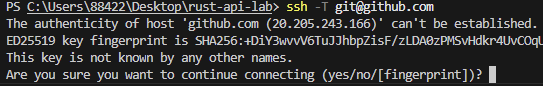 PS C:\Users\88422\Desktop\rust-api-lab> ssh -T git@github.com
The authenticity of host 'github.com (20.205.243.166)' can't be established.
ED25519 key fingerprint is SHA256:+DiY3wvvV6TuJJhbpZisF/zLDA0zPMSvHdkr4UvCOqU
This key is not known by any other names.
Are you sure you want to continue connecting (yes/no/[fingerprint])?